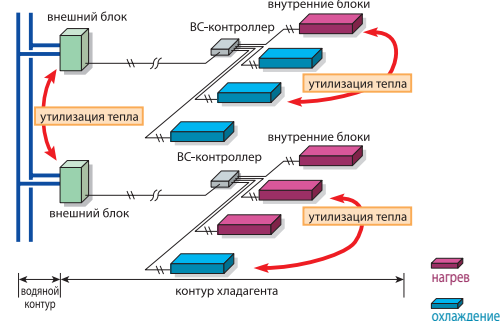 внешний блок
ВС-контроллер
внутренние блоки
утилизация тепла
утилизация тепла
внутренние блоки
ВС-контроллер
внешний блок
утилизация тепла
водяной
контур
контур хладагента
нагрев
охлаждение